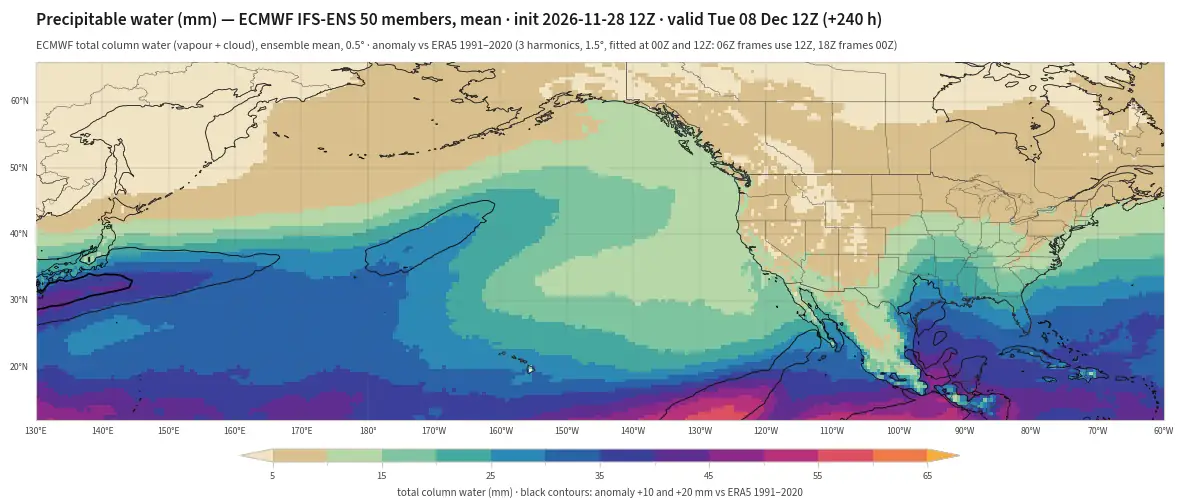 Precipitable water (mm) — ECMWF IFS-ENS 50 members, mean · init 2026-11-28 12Z · valid Tue 08 Dec 12Z (+240 h)
ECMWF total column water (vapour + cloud), ensemble mean, 0.5° · anomaly vs ERA5 1991–2020 (3 harmonics, 1.5°, fitted at 00Z and 12Z: 06Z frames use 12Z, 18Z frames 00Z)
60°N
50°N
40°N
30°N
20°N
130°E 140°E 150°E 160°E 170°E 180° 170°W 160°W 150°W 140°W 130°W 120°W 110°W 100°W 90°W 80°W 70°W 60°W
5 15 25 35 45 55 65
total column water (mm) · black contours: anomaly +10 and +20 mm vs ERA5 1991–2020